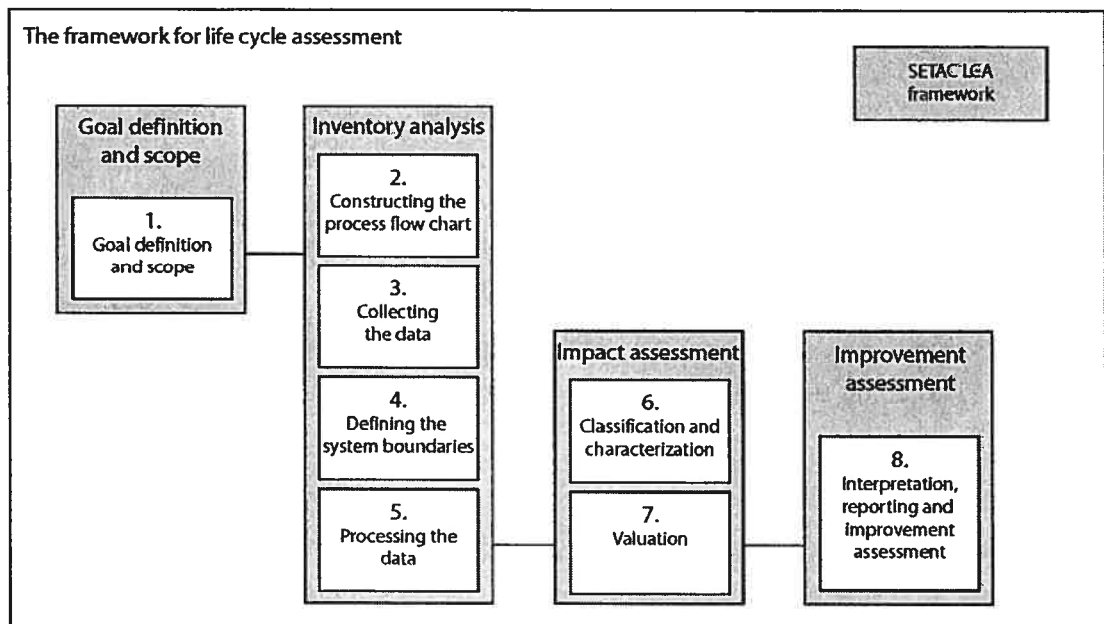 The framework for life cycle assessment
SETAC LCA
framework
Goal definition
and scope
1.
Goal definition
and scope
Inventory analysis
2.
Constructing the
process flow chart
3.
Collecting
the data
4.
Defining the
system boundaries
5.
Processing the
data
Impact assessment
6.
Classification and
characterization
7.
Valuation
Improvement
assessment
8.
Interpretation,
reporting and
improvement
assessment